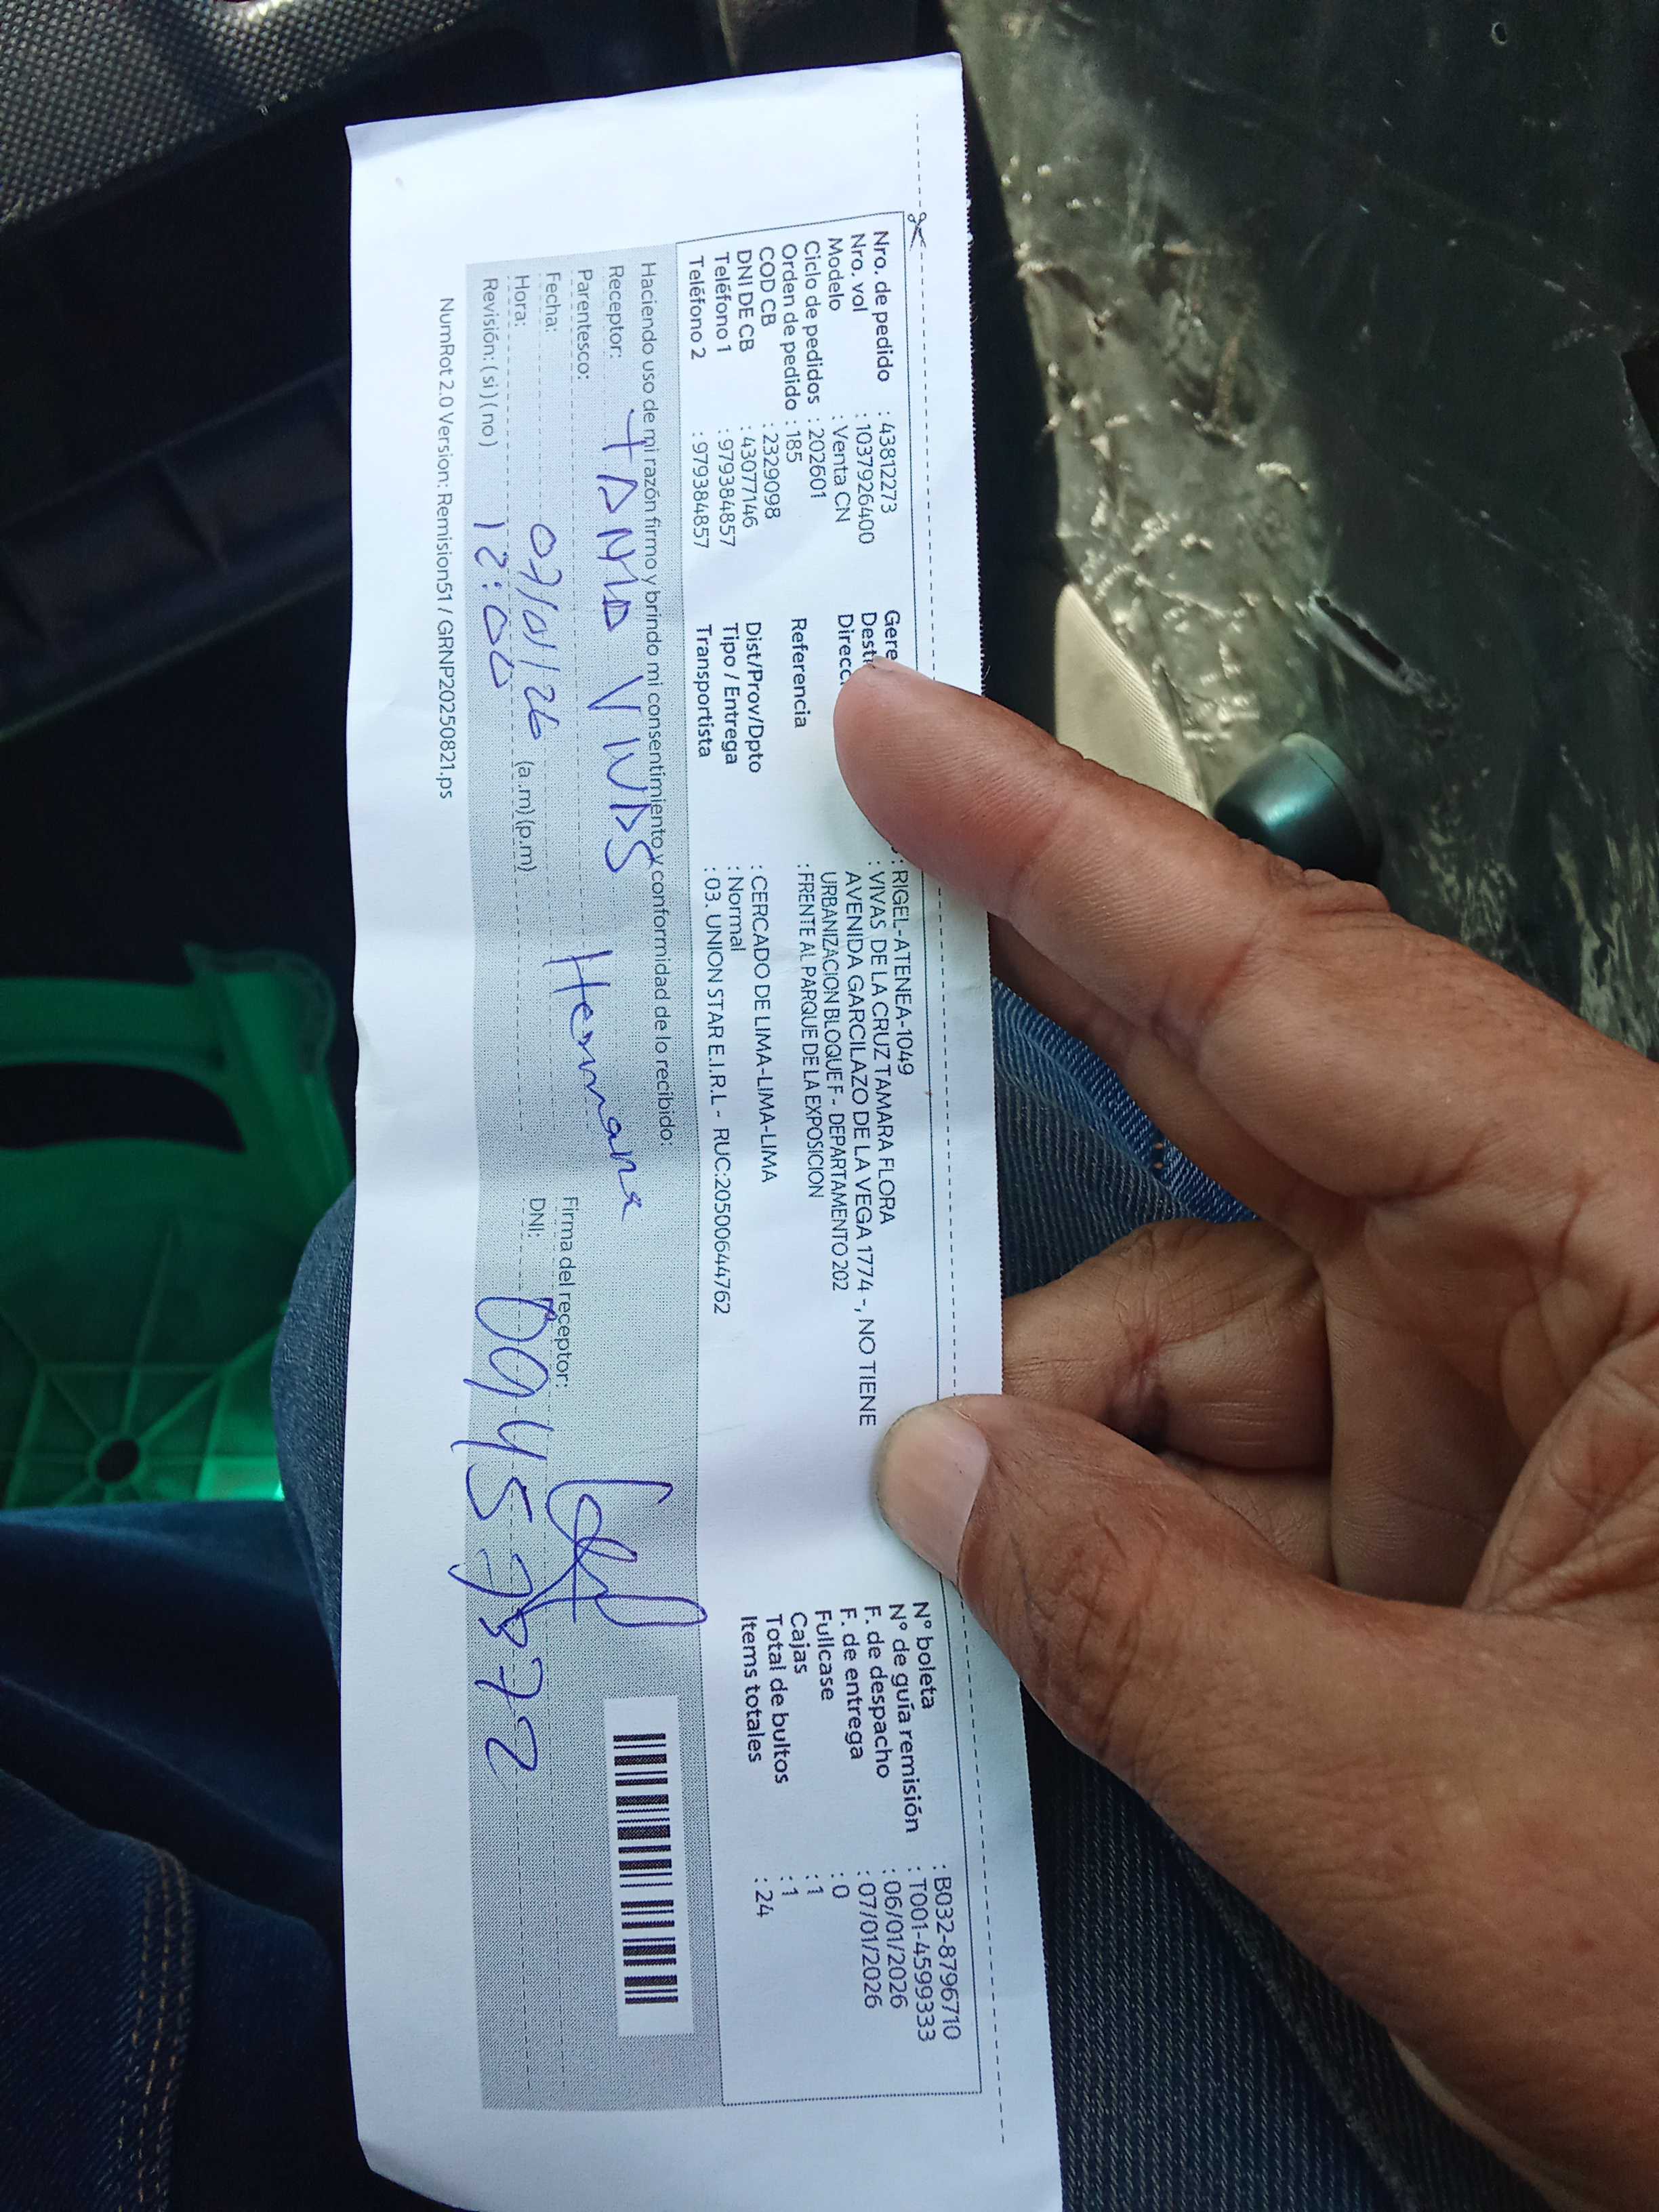 Nro. de pedido : 43812273
Nro. vol : 1037926400
Modelo : Venta CN
Ciclo de pedidos : 202601
Orden de pedido : 185
COD CB : 2329098
DNI DE CB : 43077146
Teléfono 1 : 979384857
Teléfono 2 : 979384857
: RIGEL-ATENEA-1049
: VIVAS DE LA CRUZ TAMARA FLORA
AVENIDA GARCILAZO DE LA VEGA 1774 -, NO TIENE
URBANIZACION BLOQUE F - DEPARTAMENTO 202
Referencia : FRENTE AL PARQUE DE LA EXPOSICION
Dist/Prov/Dpto : CERCADO DE LIMA-LIMA-LIMA
Tipo / Entrega : Normal
Transportista : 03. UNION STAR E.I.R.L - RUC:20500644762
Nº boleta : B032-8796710
Nº de guía remisión : T001-4599333
F. de despacho : 06/01/2026
F. de entrega : 07/01/2026
Fullcase : 0
Cajas : 1
Total de bultos : 1
Items totales : 24
Haciendo uso de mi razón firmo y brindo mi consentimiento y conformidad de lo recibido:
Receptor: VIVAS
Parentesco: Hermana
Fecha: 07/01/26
Hora: 12:00 (a.m) (p.m)
Revisión: ( si ) ( no )
Firma del receptor:
DNI:
NumRot 2.0 Version: Remision51 / GRNP20250821.ps